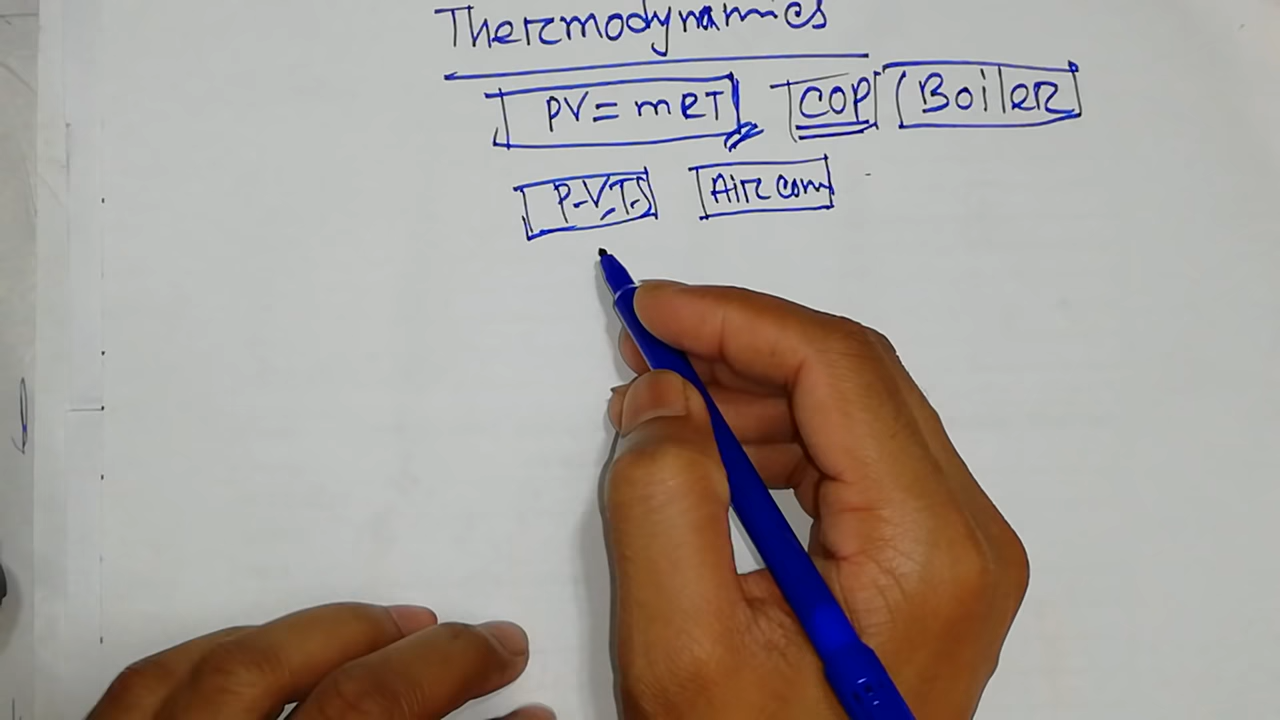 Thermodynamics
PV = mRT COP Boiler
P-V, T-S Air com